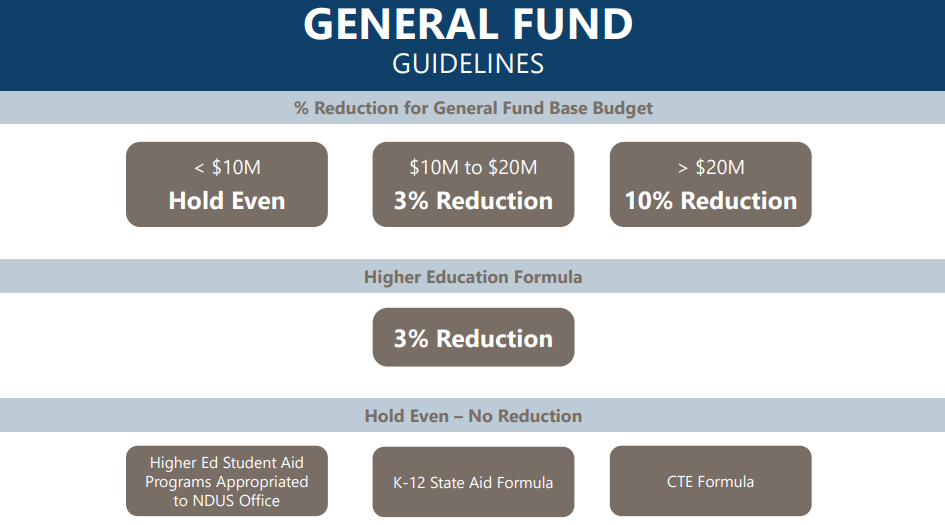 GENERAL FUND
GUIDELINES
% Reduction for General Fund Base Budget
< $10M
Hold Even
$10M to $20M
3% Reduction
> $20M
10% Reduction
Higher Education Formula
3% Reduction
Hold Even – No Reduction
Higher Ed Student Aid
Programs Appropriated
to NDUS Office
K-12 State Aid Formula
CTE Formula